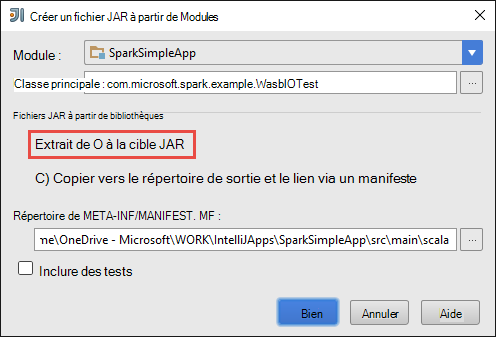 Créer un fichier JAR à partir de Modules
Module :
SparkSimpleApp
Classe principale : com.microsoft.spark.example.WasbIOTest
...
Fichiers JAR à partir de bibliothèques
Extrait de O à la cible JAR
C) Copier vers le répertoire de sortie et le lien via un manifeste
Répertoire de META-INF/MANIFEST. MF :
me\OneDrive - Microsoft\WORK\IntelliJApps\SparkSimpleApp\src\main\scala
...
Inclure des tests
Bien
Annuler
Aide